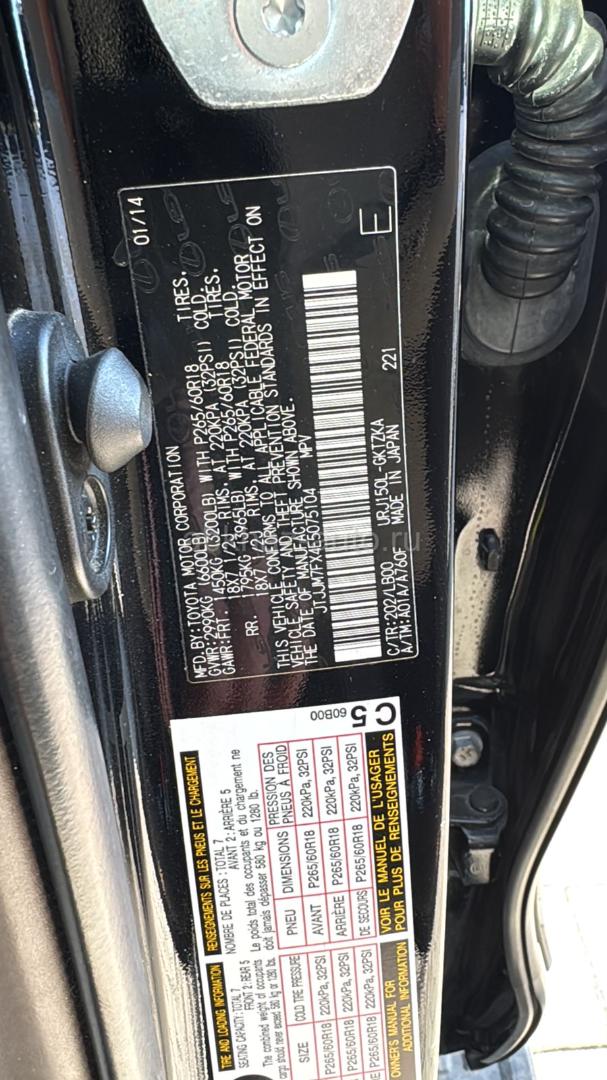 01/14
MFD.BY:TOYOTA MOTOR CORPORATION
GVWR:2990KG (6600LB)
GAWR:FRT. 1450KG (3200LB) WITH P265/60R18 TIRES.
18X7 1/2J RIMS AT 220KPA (32PSI) COLD.
RR. 1795KG (3965LB) WITH P265/60R18 TIRES.
18X7 1/2J RIMS AT 220KPA (32PSI) COLD.
THIS VEHICLE CONFORMS TO ALL APPLICABLE FEDERAL MOTOR
VEHICLE SAFETY AND THEFT PREVENTION STANDARDS IN EFFECT ON
THE DATE OF MANUFACTURE SHOWN ABOVE.
JTJJM7FX4E5075104 MPV
E
C/TR:202/LB00 URJ150L-GKTZKA
A/TM:A01A/A760F MADE IN JAPAN 221
C5
60B00
RENSEIGNEMENTS SUR LES PNEUS ET LE CHARGEMENT
NOMBRE DE PLACES :TOTAL 7
AVANT 2:ARRIÈRE 5
Le poids total des occupants et du chargement ne
doit jamais dépasser 580 kg ou 1280 lb.
PNEU DIMENSIONS PRESSION DES PNEUS À FROID
AVANT P265/60R18 220kPa, 32PSI
ARRIÈRE P265/60R18 220kPa, 32PSI
DE SECOURS P265/60R18 220kPa, 32PSI
VOIR LE MANUEL DE L'USAGER
POUR PLUS DE RENSEIGNEMENTS
TIRE AND LOADING INFORMATION
SEATING CAPACITY:TOTAL 7
FRONT 2:REAR 5
The combined weight of occupants
cargo should never exceed 580 kg or 1280 lbs.
SIZE COLD TIRE PRESSURE
P265/60R18 220kPa, 32PSI
P265/60R18 220kPa, 32PSI
P265/60R18 220kPa, 32PSI
OWNER'S MANUAL FOR
ADDITIONAL INFORMATION